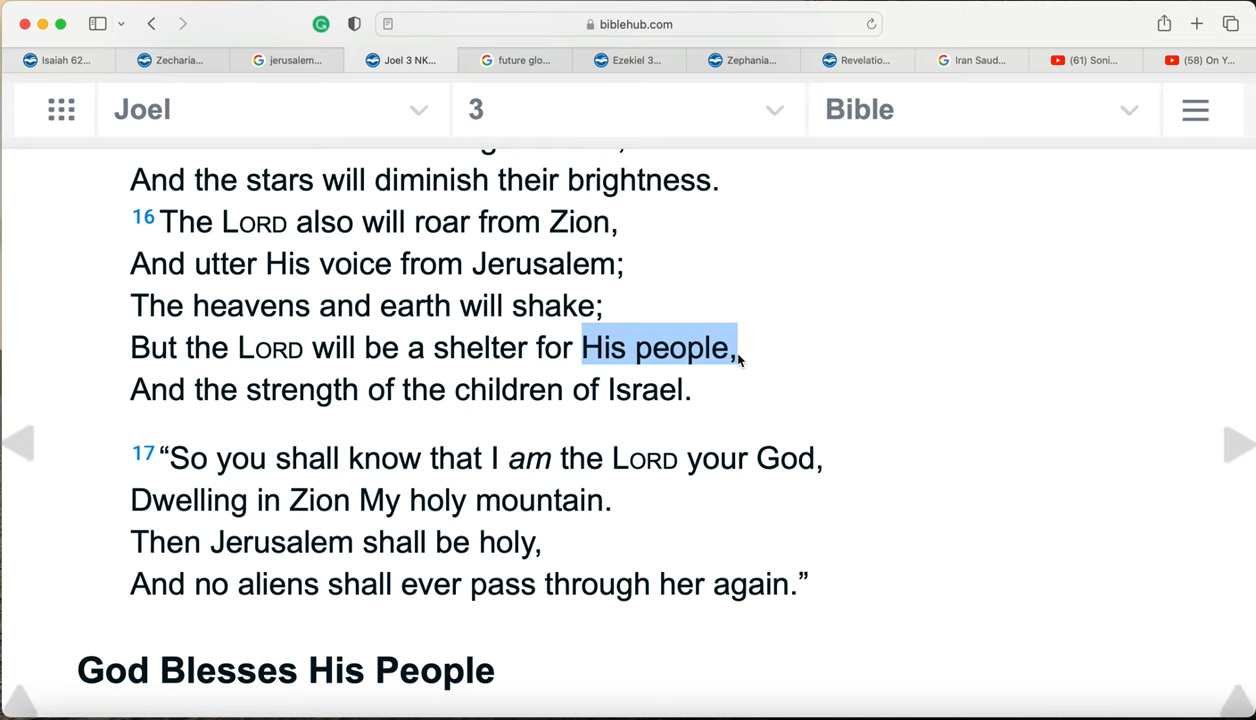 biblehub.com
Isaiah 62...
Zecharia...
jerusalem...
Joel 3 NK...
future glo...
Ezekiel 3...
Zephania...
Revelatio...
Iran Saud...
(61) Soni...
(58) On Y...
Joel
3
Bible
And the stars will diminish their brightness.
16 The LORD also will roar from Zion,
And utter His voice from Jerusalem;
The heavens and earth will shake;
But the LORD will be a shelter for His people,
And the strength of the children of Israel.
17 “So you shall know that I am the LORD your God,
Dwelling in Zion My holy mountain.
Then Jerusalem shall be holy,
And no aliens shall ever pass through her again.”
God Blesses His People